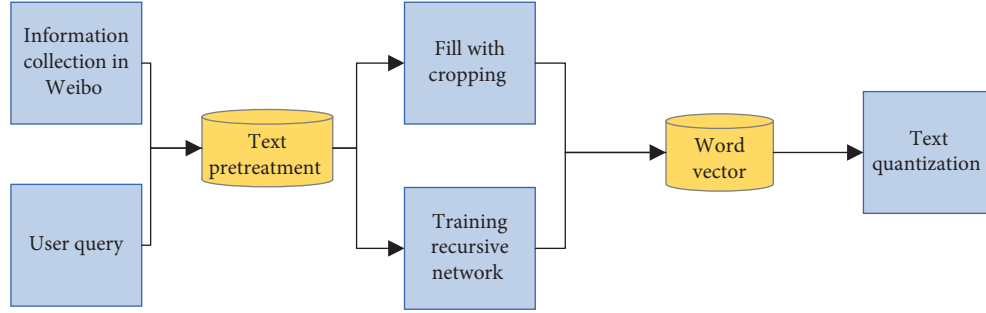 Information
collection in
Weibo
User query
Text
pretreatment
Fill with
cropping
Training
recursive
network
Word
vector
Text
quantization